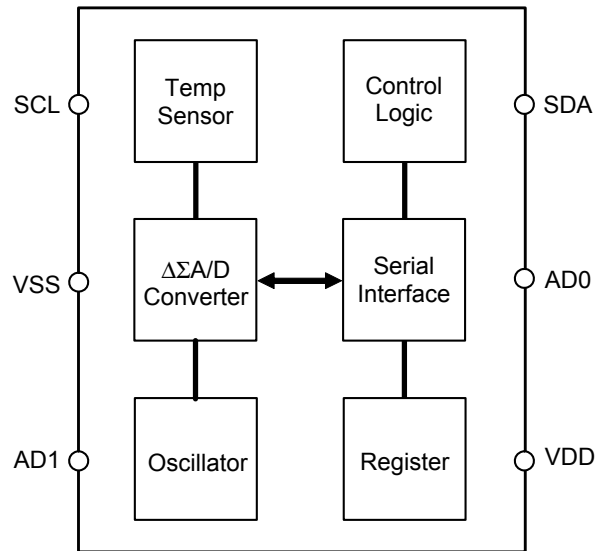 Temp
Sensor
Control
Logic
SCL
SDA
ΔΣA/D
Converter
Serial
Interface
VSS
AD0
Oscillator
Register
AD1
VDD